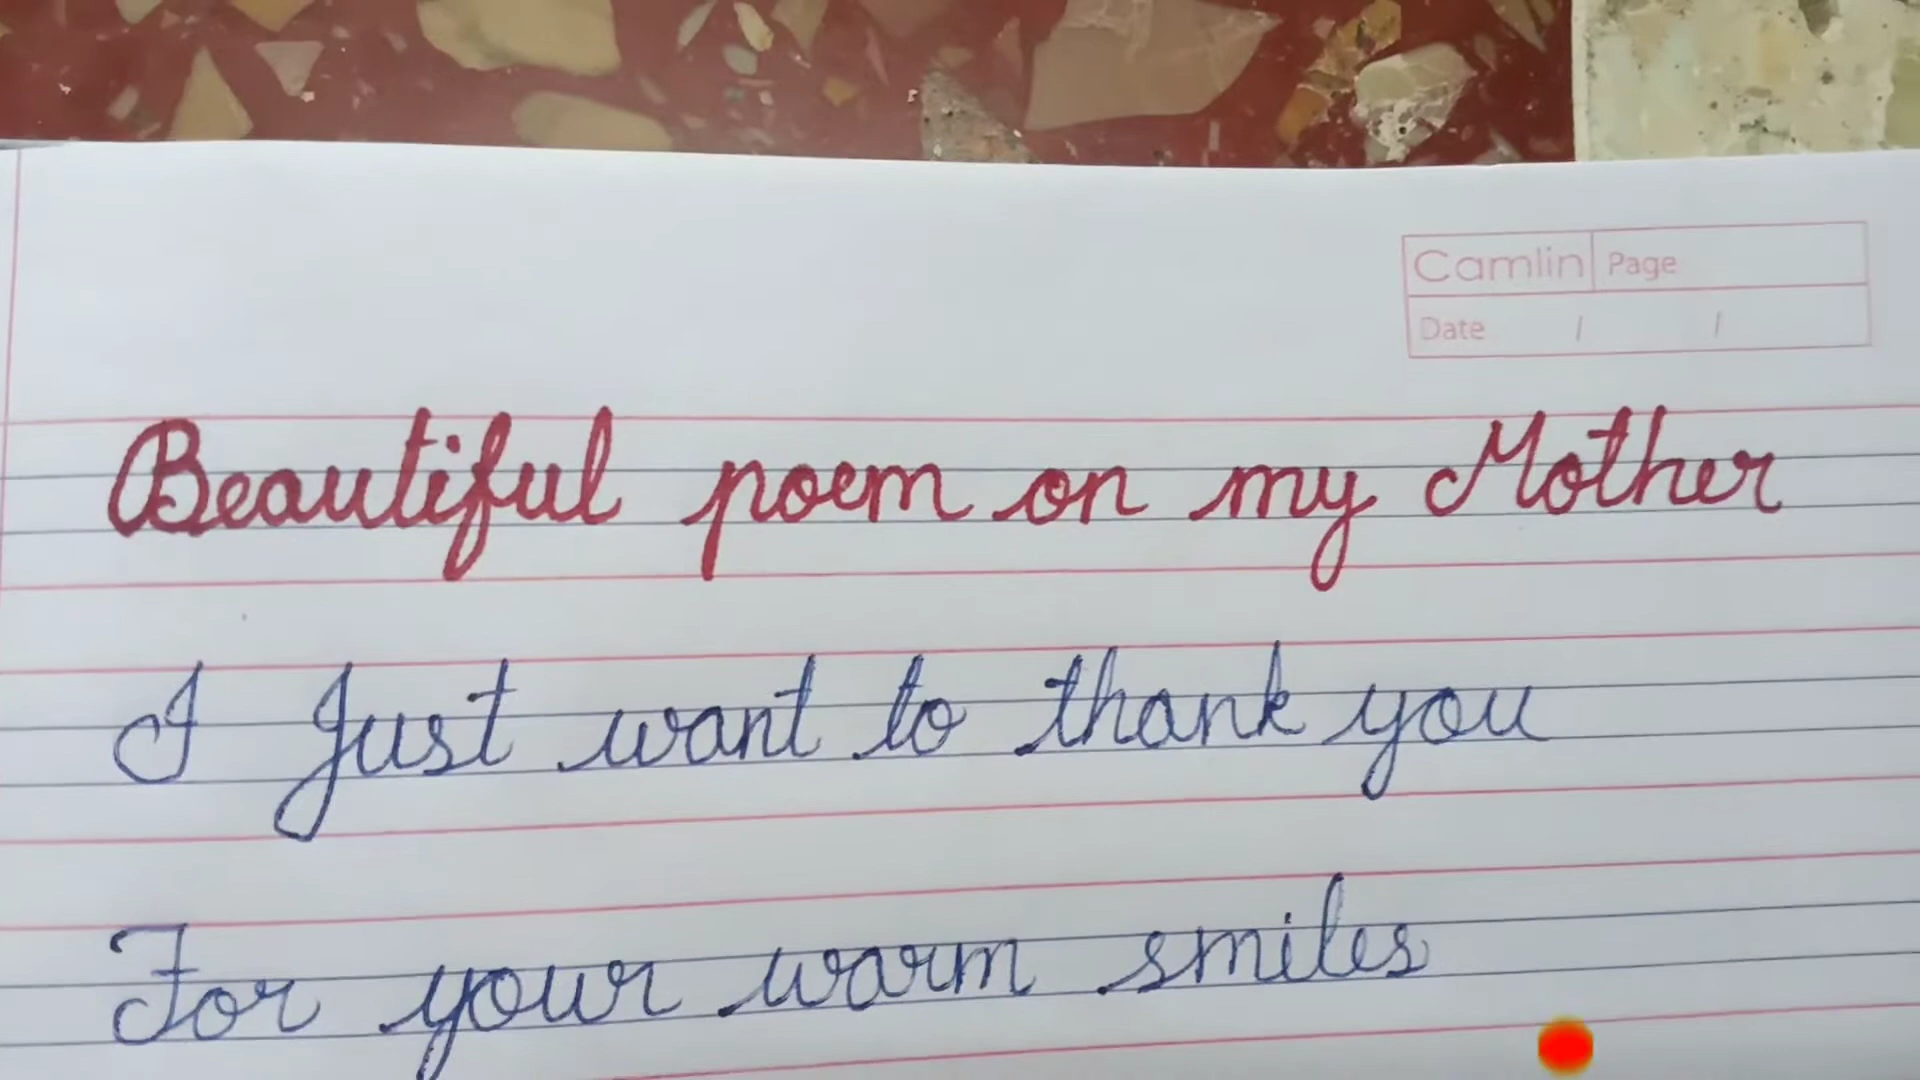 Camlin Page
Date / /
Beautiful poem on my Mother
I Just want to thank you
For your warm smiles